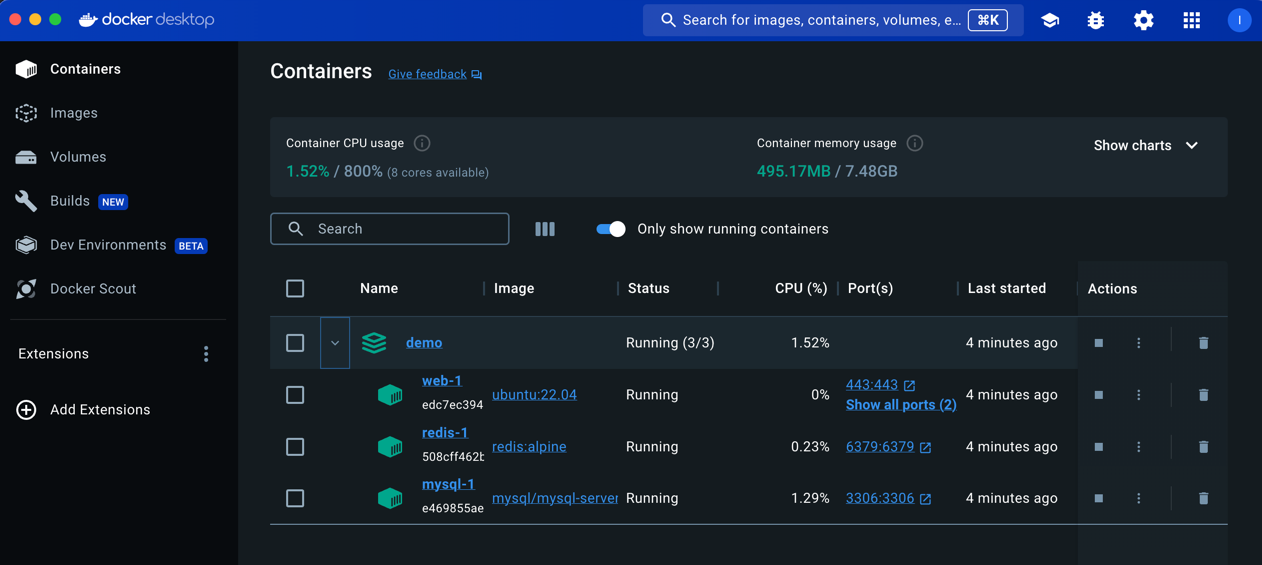 docker desktop
Search for images, containers, volumes, e... ⌘K
I
Containers
Images
Volumes
Builds NEW
Dev Environments BETA
Docker Scout
Extensions
Add Extensions
Containers Give feedback
Container CPU usage
1.52% / 800% (8 cores available)
Container memory usage
495.17MB / 7.48GB
Show charts
Search
Only show running containers
Name Image Status CPU (%) Port(s) Last started Actions
demo Running (3/3) 1.52% 4 minutes ago
web-1
edc7ec394
ubuntu:22.04 Running 0%
443:443
Show all ports (2)
4 minutes ago
redis-1
508cff462b
redis:alpine Running 0.23% 6379:6379 4 minutes ago
mysql-1
e469855ae
mysql/mysql-server Running 1.29% 3306:3306 4 minutes ago